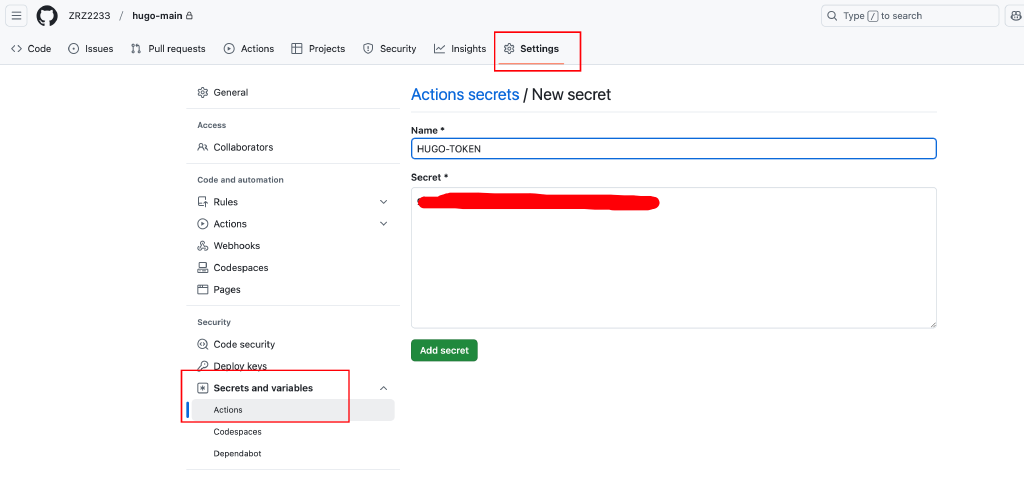 ZRZ2233 / hugo-main
Type / to search
Code Issues Pull requests Actions Projects Security Insights Settings
General
Access
Collaborators
Code and automation
Rules
Actions
Webhooks
Codespaces
Pages
Security
Code security
Deploy keys
Secrets and variables
Actions
Codespaces
Dependabot
Actions secrets / New secret
Name *
HUGO-TOKEN
Secret *
Add secret